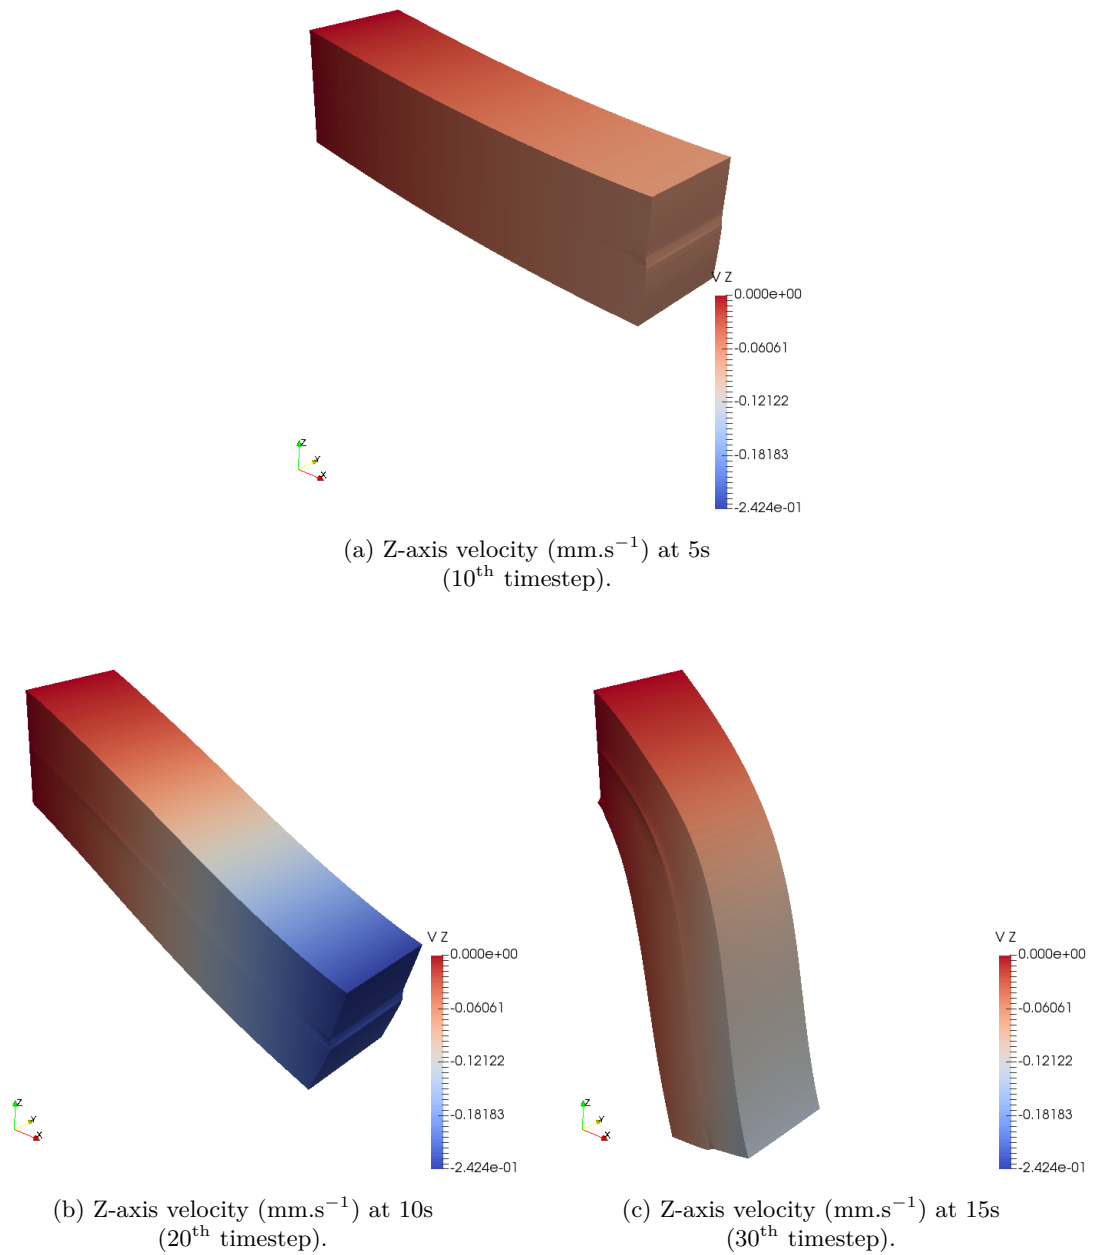 V Z
0.000e+00
-0.06061
-0.12122
-0.18183
-2.424e-01
Z
Y
X
(a) Z-axis velocity (mm.s⁻¹) at 5s
(10ᵗʰ timestep).
V Z
0.000e+00
-0.06061
-0.12122
-0.18183
-2.424e-01
Z
Y
X
(b) Z-axis velocity (mm.s⁻¹) at 10s
(20ᵗʰ timestep).
V Z
0.000e+00
-0.06061
-0.12122
-0.18183
-2.424e-01
Z
Y
X
(c) Z-axis velocity (mm.s⁻¹) at 15s
(30ᵗʰ timestep).